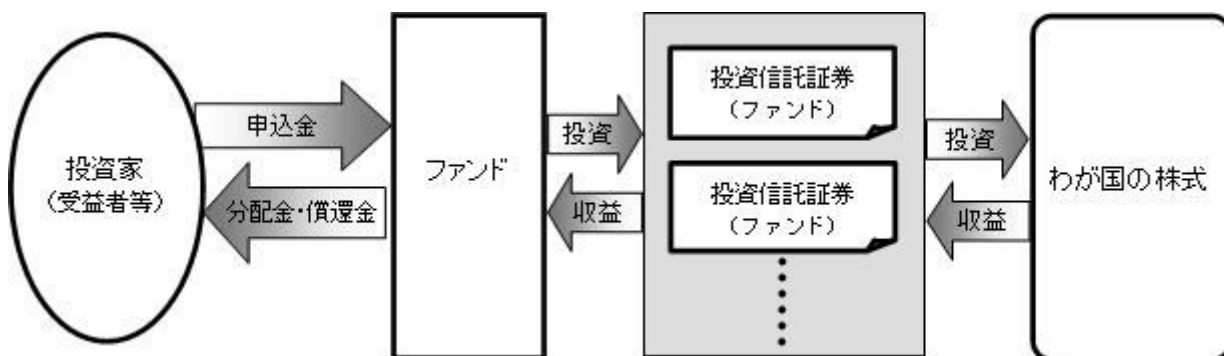 投資家
（受益者等）
申込金
分配金・償還金
ファンド
投資
収益
投資信託証券
（ファンド）
投資信託証券
（ファンド）
投資
収益
わが国の株式